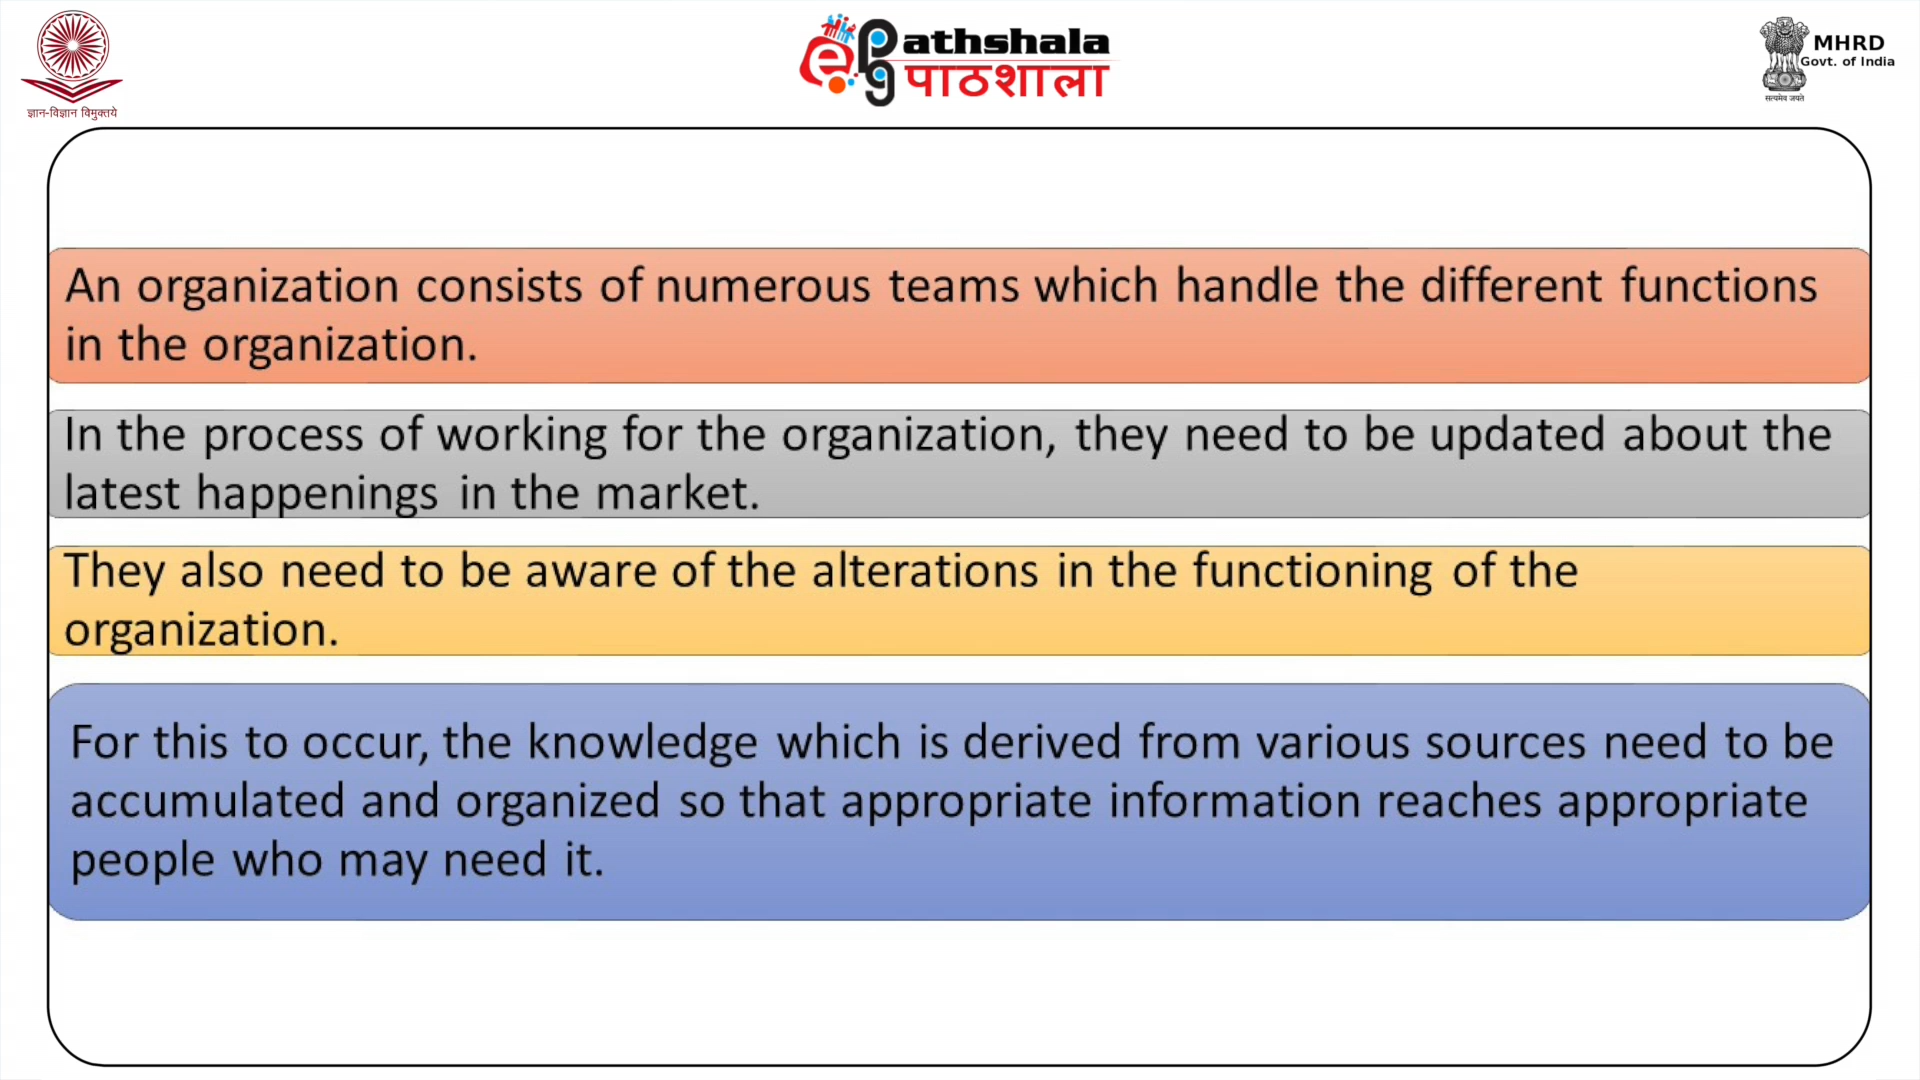 ज्ञान-विज्ञान विमुक्तये
e
pg
athshala
पाठशाला
MHRD
Govt. of India
सत्यमेव जयते
An organization consists of numerous teams which handle the different functions
in the organization.
In the process of working for the organization, they need to be updated about the
latest happenings in the market.
They also need to be aware of the alterations in the functioning of the
organization.
For this to occur, the knowledge which is derived from various sources need to be
accumulated and organized so that appropriate information reaches appropriate
people who may need it.